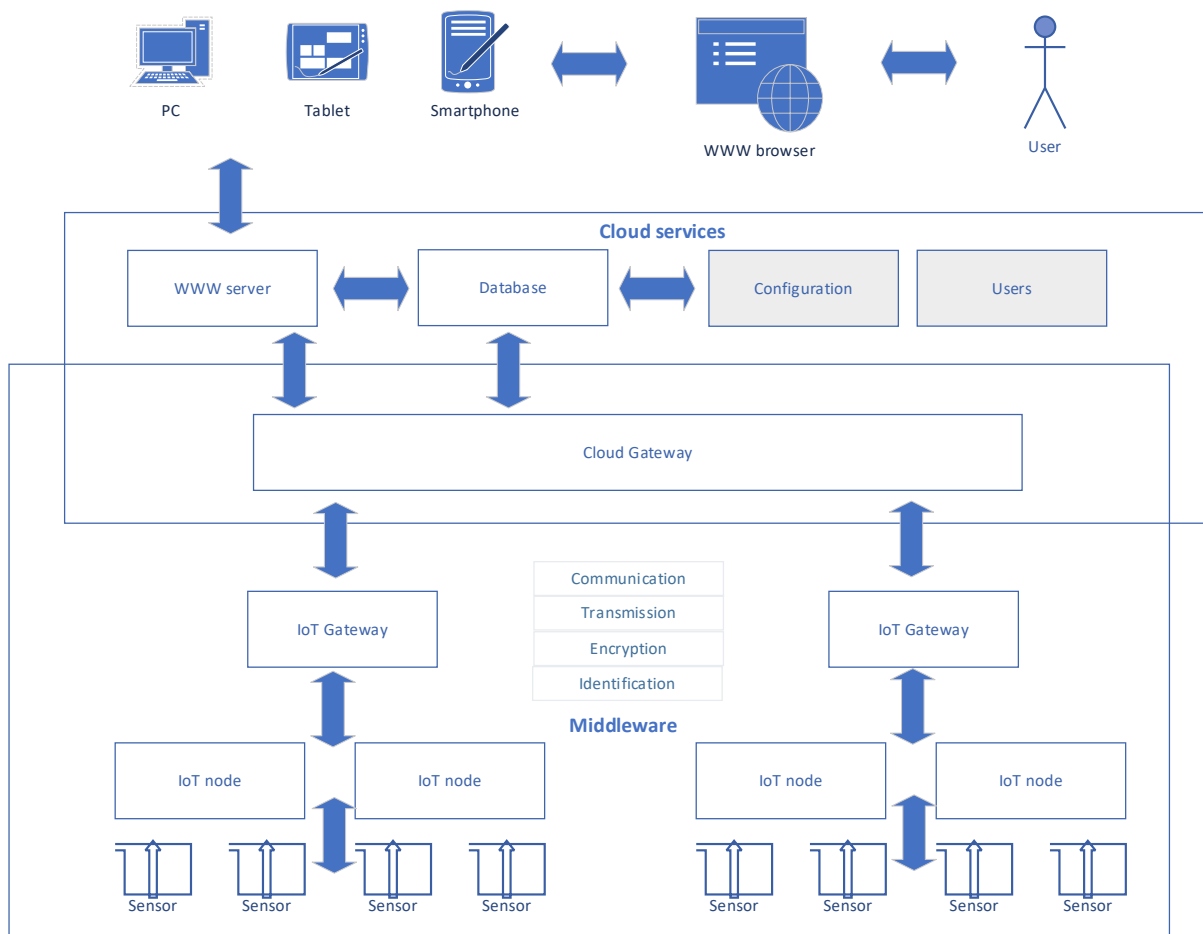 PC
Tablet
Smartphone
WWW browser
User
Cloud services
WWW server
Database
Configuration
Users
Cloud Gateway
Communication
Transmission
Encryption
Identification
IoT Gateway
IoT Gateway
Middleware
IoT node
IoT node
IoT node
IoT node
Sensor
Sensor
Sensor
Sensor
Sensor
Sensor
Sensor
Sensor